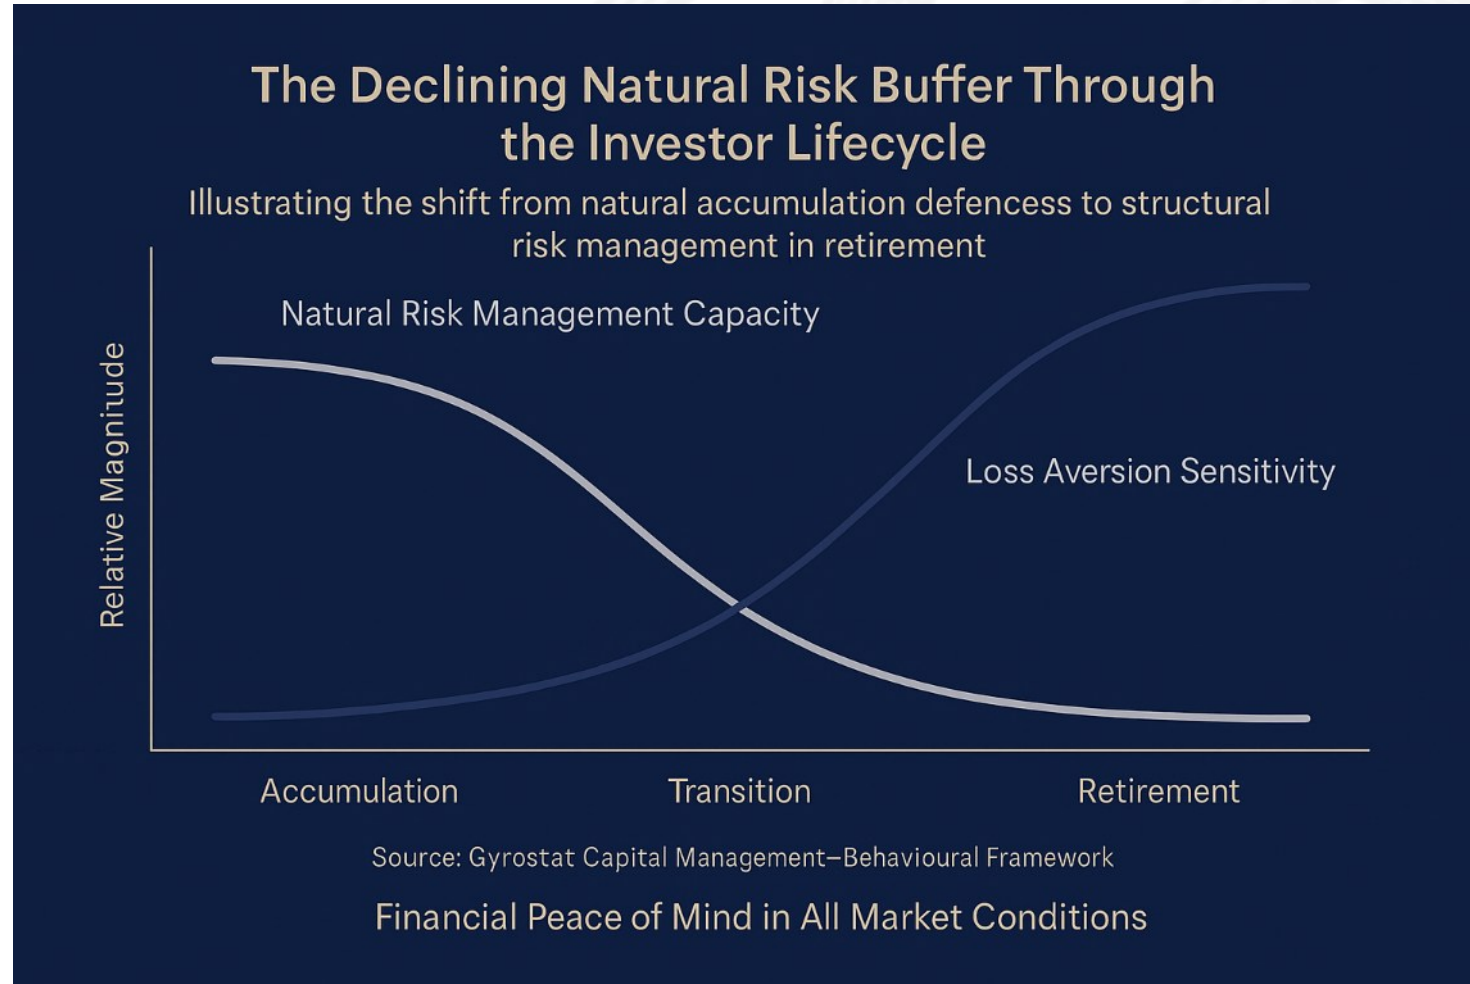 The Declining Natural Risk Buffer Through
the Investor Lifecycle
Illustrating the shift from natural accumulation defencess to structural
risk management in retirement
Natural Risk Management Capacity
Relative Magnitude
Loss Aversion Sensitivity
Accumulation
Transition
Retirement
Source: Gyrostat Capital Management–Behavioural Framework
Financial Peace of Mind in All Market Conditions